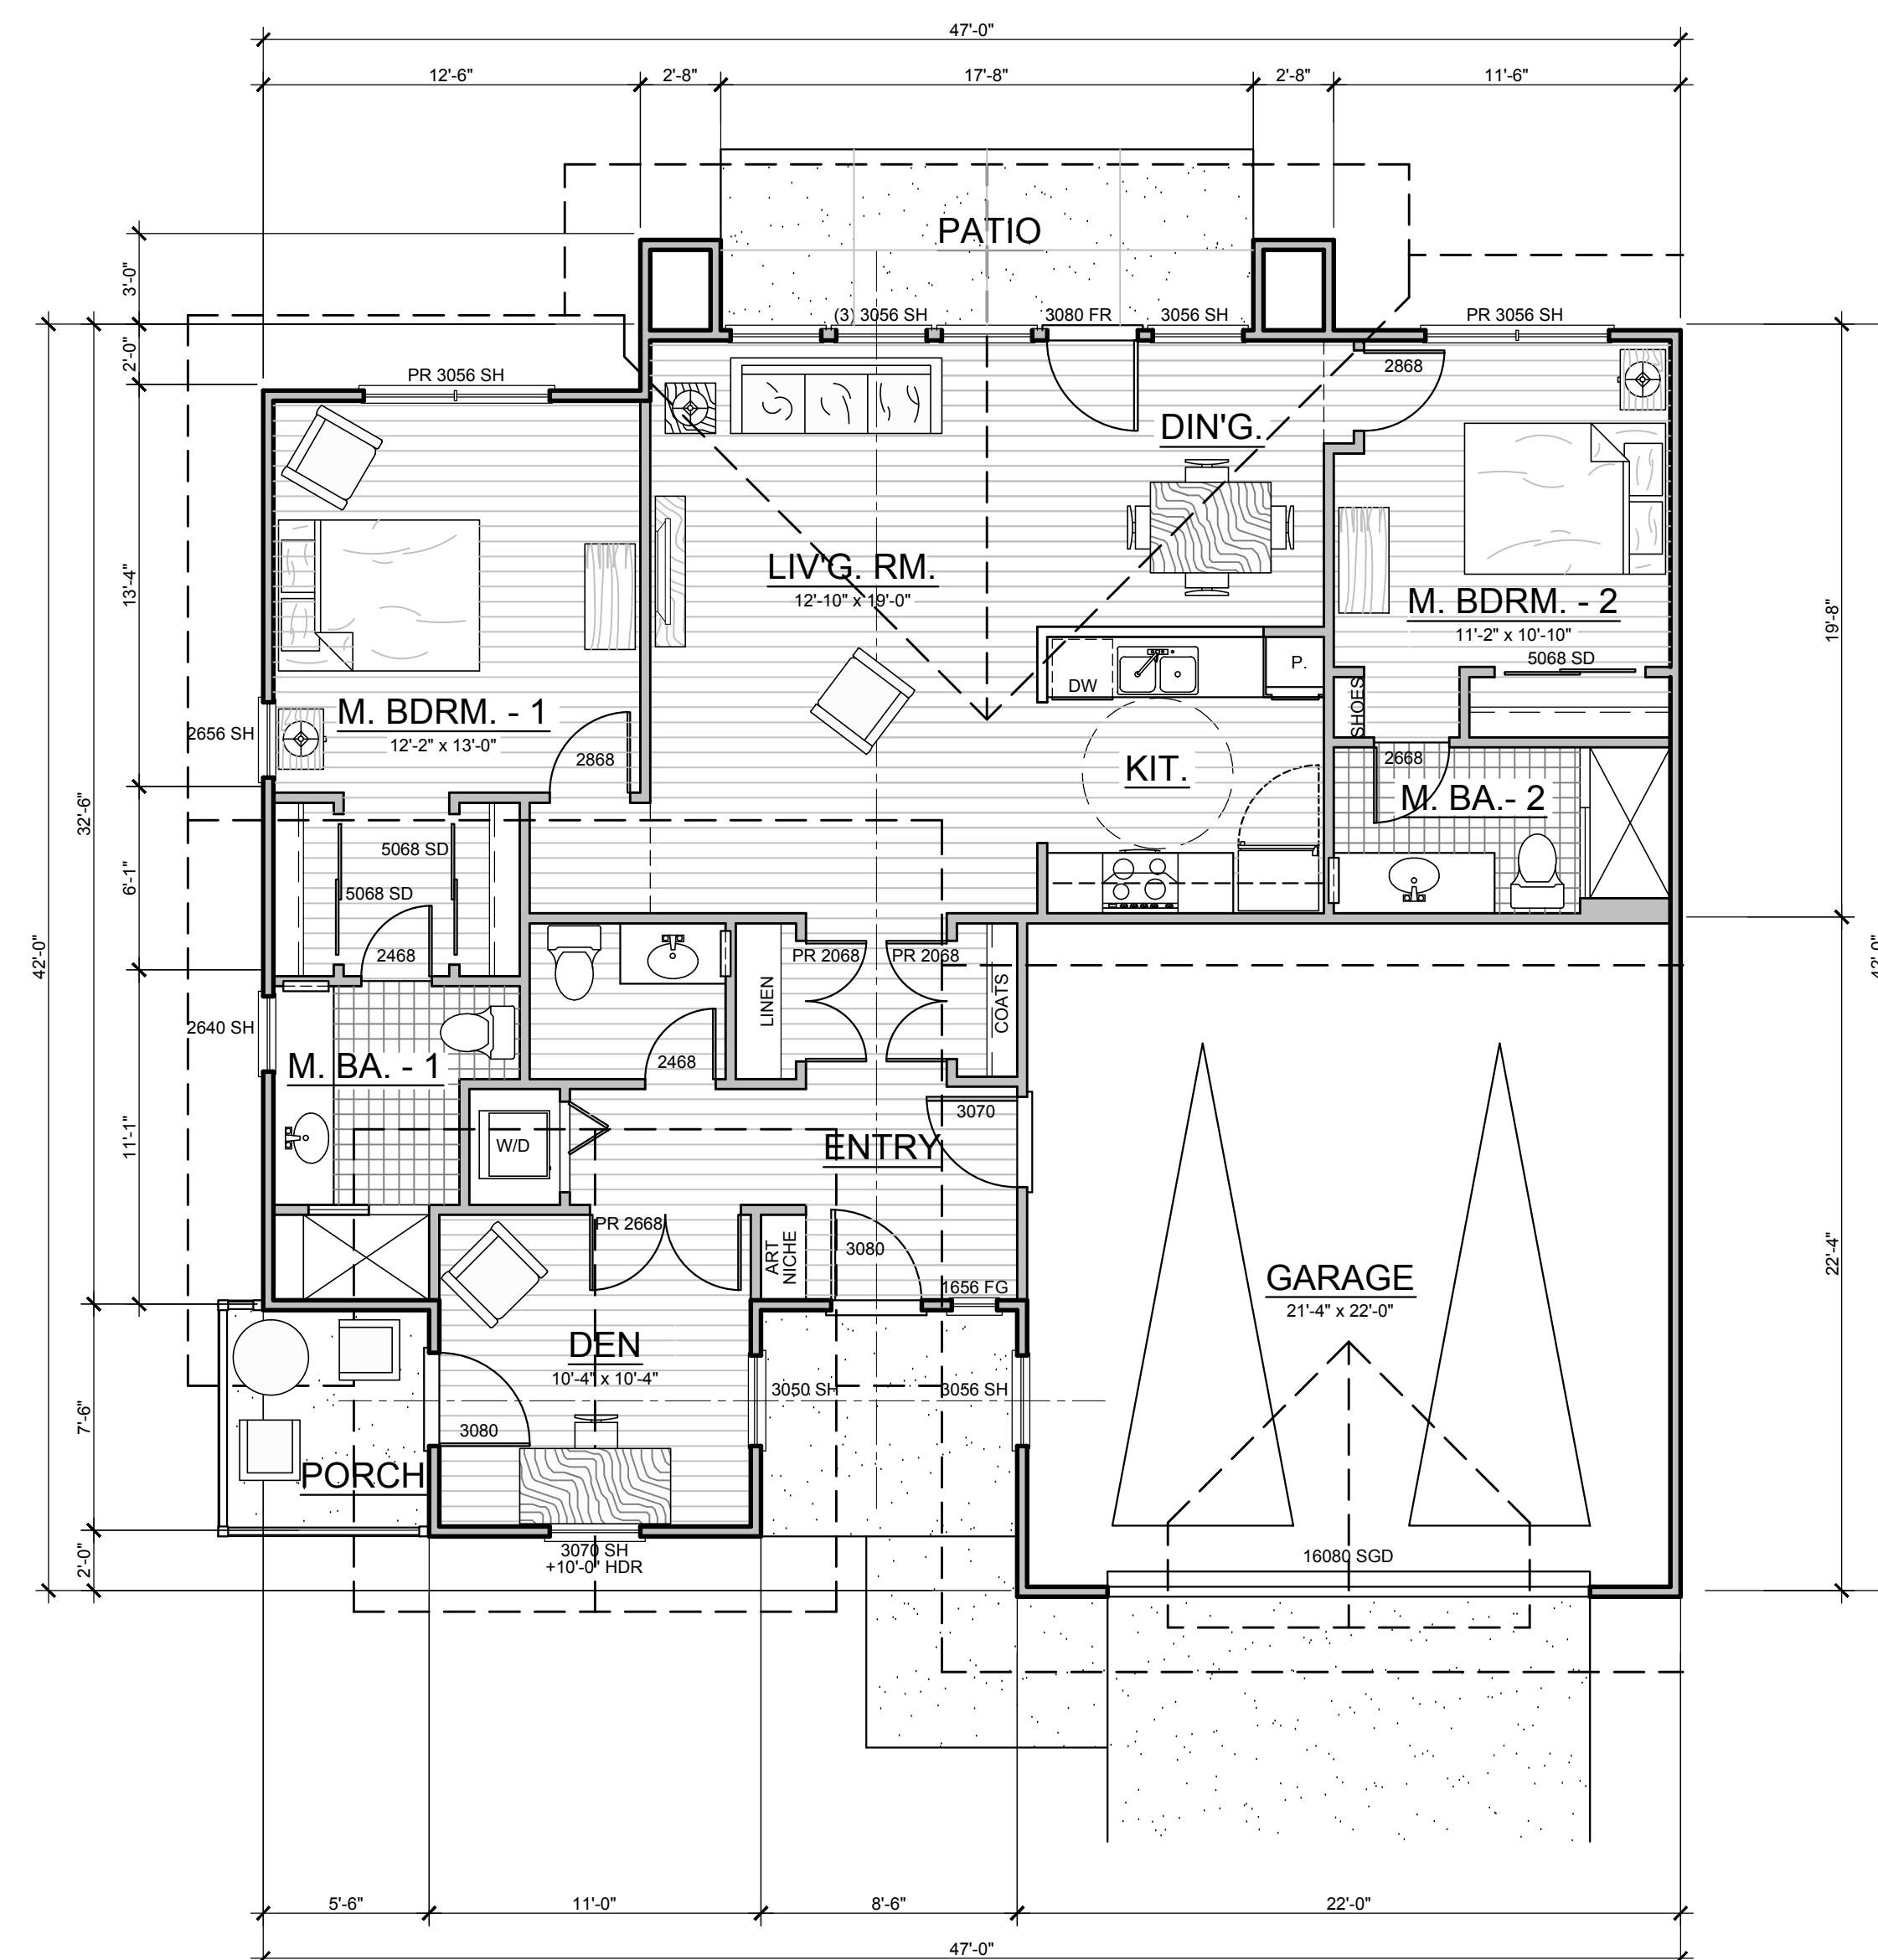 47'-0"
12'-6"
2'-8"
17'-8"
2'-8"
11'-6"
PATIO
3'-0"
(3) 3056 SH
3080 FR
3056 SH
PR 3056 SH
2'-0"
PR 3056 SH
2868
DIN'G.
LIV'G. RM.
12'-10" x 19'-0"
13'-4"
M. BDRM. - 2
11'-2" x 10'-10"
19'-8"
5068 SD
P.
DW
SHOES
M. BDRM. - 1
12'-2" x 13'-0"
2656 SH
2868
KIT.
2668
M. BA.- 2
32'-6"
5068 SD
5068 SD
6'-1"
2468
PR 2068
PR 2068
42'-0"
42'-0"
LINEN
COATS
2640 SH
M. BA. - 1
2468
3070
11'-1"
W/D
ENTRY
PR 2668
ART
NICHE
3080
22'-4"
GARAGE
21'-4" x 22'-0"
1656 FG
DEN
10'-4" x 10'-4"
3050 SH
3056 SH
7'-6"
3080
PORCH
2'-0"
3070 SH
+10'-0" HDR
16080 SGD
5'-6"
11'-0"
8'-6"
22'-0"
47'-0"